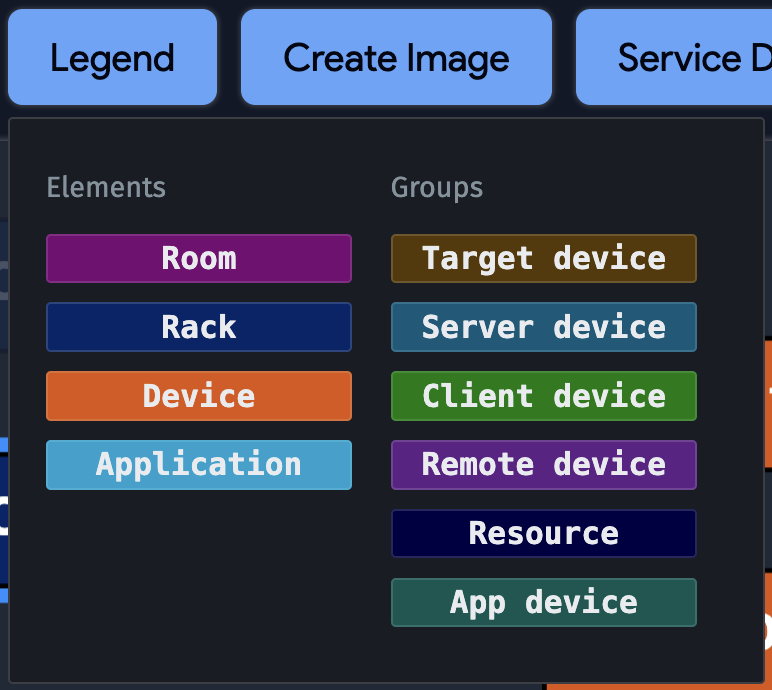 Legend
Create Image
Service D
Elements
Room
Rack
Device
Application
Groups
Target device
Server device
Client device
Remote device
Resource
App device